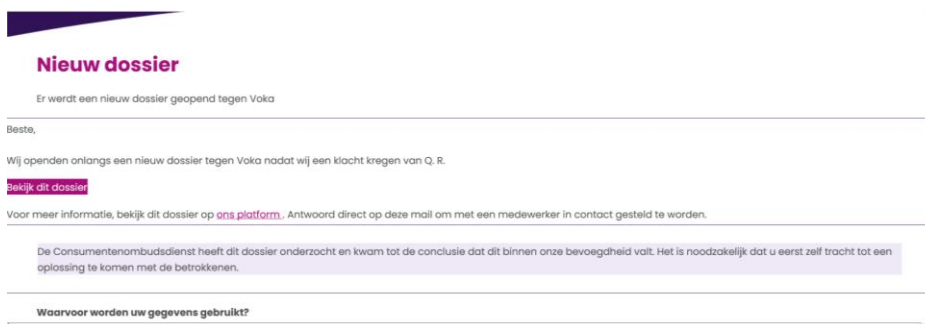 Nieuw dossier
Er werdt een nieuw dossier geopend tegen Voka
Beste,
Wij openden onlangs een nieuw dossier tegen Voka nadat wij een klacht kregen van Q. R.
Bekijk dit dossier
Voor meer informatie, bekijk dit dossier op ons platform . Antwoord direct op deze mail om met een medewerker in contact gesteld te worden.
De Consumentenombudsdienst heeft dit dossier onderzocht en kwam tot de conclusie dat dit binnen onze bevoegdheid valt. Het is noodzakelijk dat u eerst zelf tracht tot een
oplossing te komen met de betrokkenen.
Waarvoor worden uw gegevens gebruikt?